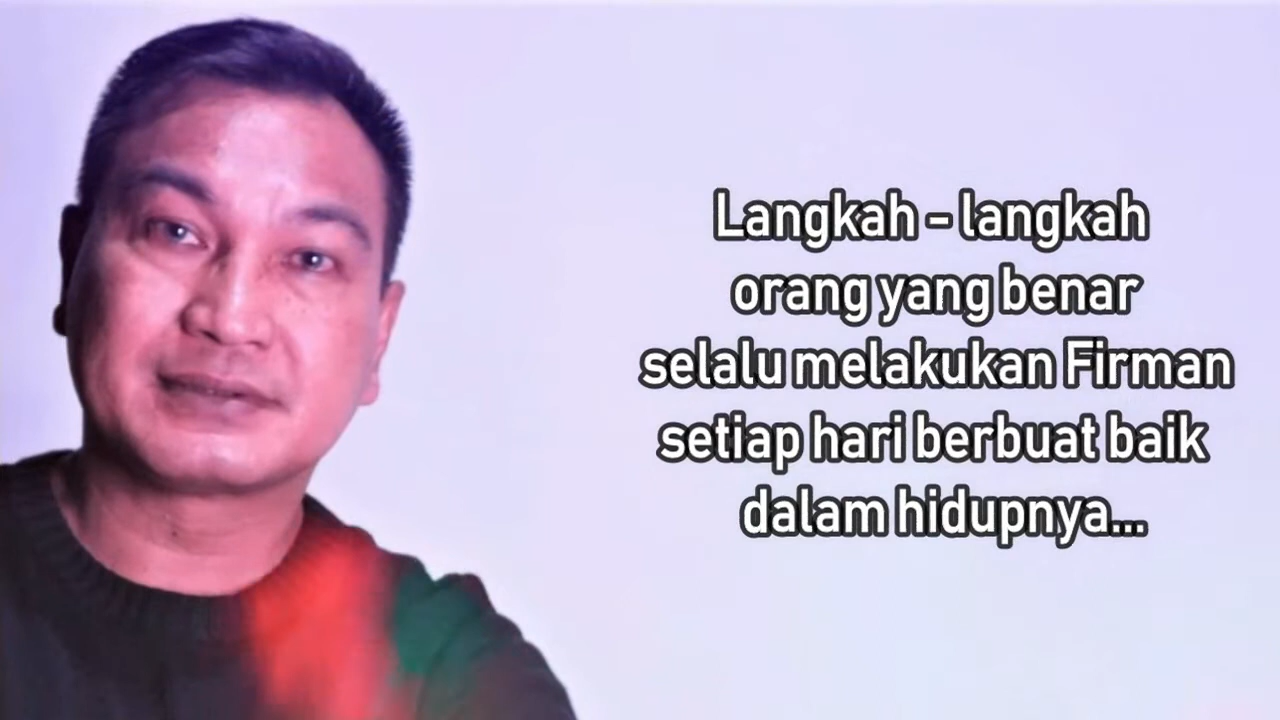 Langkah - langkah
orang yang benar
selalu melakukan Firman
setiap hari berbuat baik
dalam hidupnya...